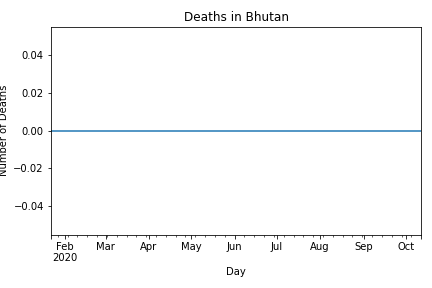 Deaths in Bhutan
Number of Deaths
0.04
0.02
0.00
−0.02
−0.04
Feb Mar Apr May Jun Jul Aug Sep Oct
2020
Day